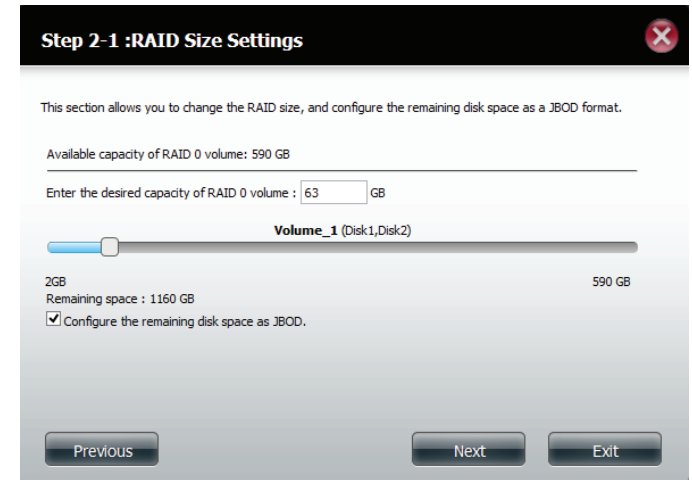 Step 2-1 :RAID Size Settings
This section allows you to change the RAID size, and configure the remaining disk space as a JBOD format.
Available capacity of RAID 0 volume: 590 GB
Enter the desired capacity of RAID 0 volume : 63 GB
Volume_1 (Disk1,Disk2)
2GB 590 GB
Remaining space : 1160 GB
Configure the remaining disk space as JBOD.
Previous Next Exit